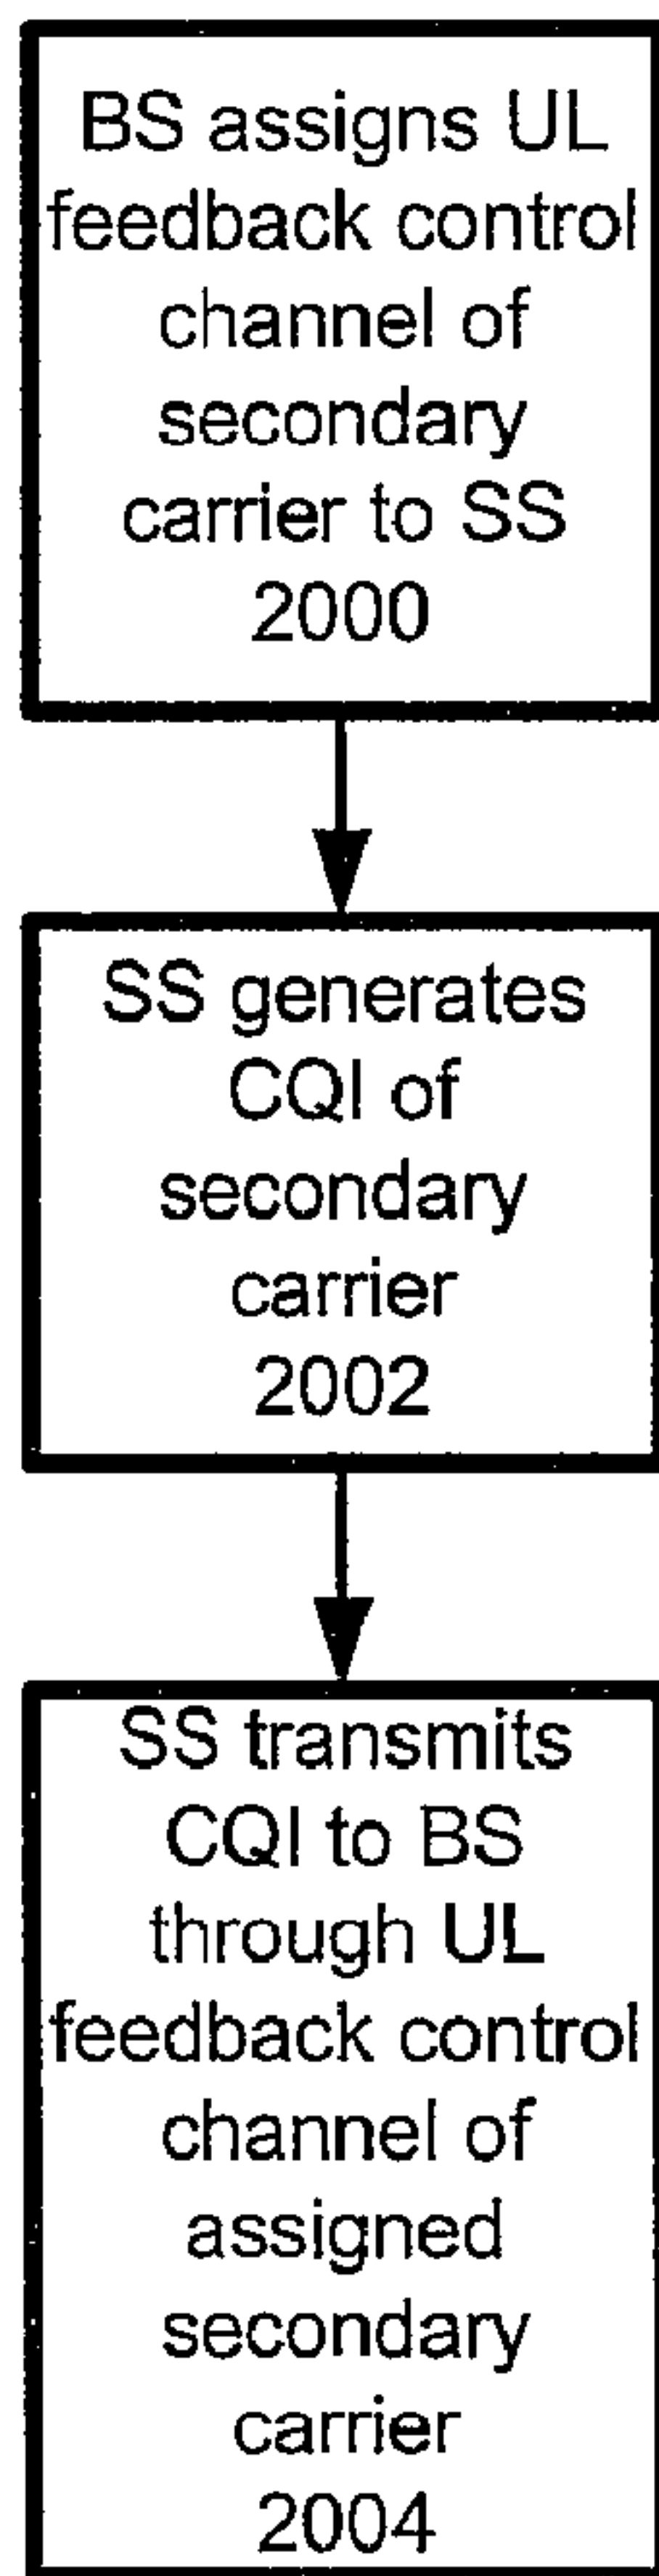 BS assigns UL
feedback control
channel of
secondary
carrier to SS
2000
SS generates
CQI of
secondary
carrier
2002
SS transmits
CQI to BS
through UL
feedback control
channel of
assigned
secondary
carrier
2004